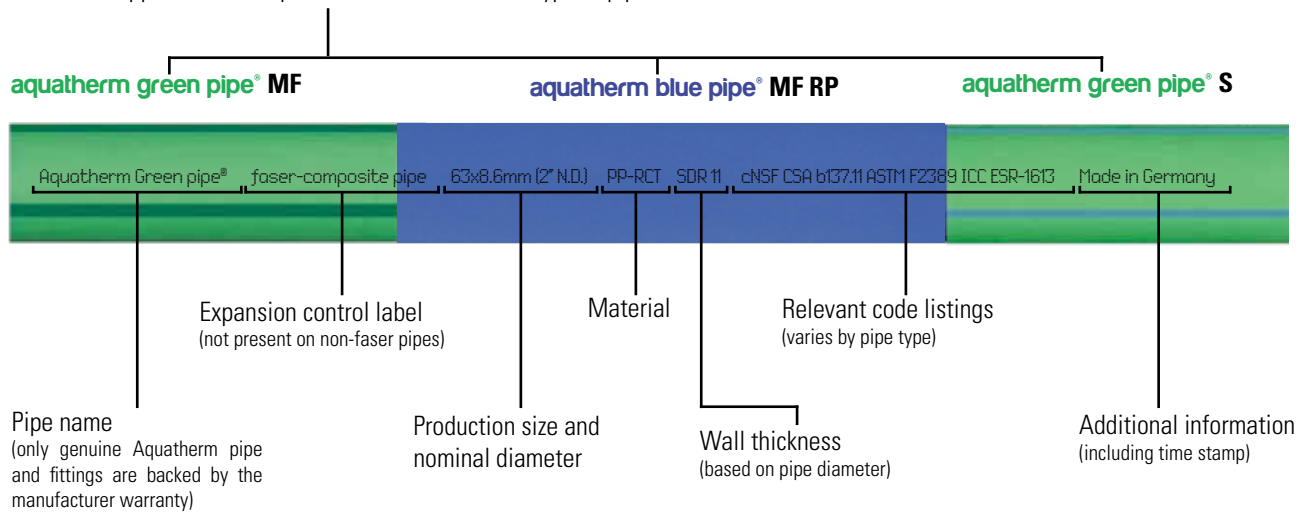 aquatherm green pipe® MF
aquatherm blue pipe® MF RP
aquatherm green pipe® S
Aquatherm Green pipe® faser-composite pipe 63x8.6mm (2" N.D.) PP-RCT SDR 11 cNSF CSA b137.11 ASTM F2389 ICC ESR-1613 Made in Germany
Expansion control label
(not present on non-faser pipes)
Material
Relevant code listings
(varies by pipe type)
Pipe name
(only genuine Aquatherm pipe
and fittings are backed by the
manufacturer warranty)
Production size and
nominal diameter
Wall thickness
(based on pipe diameter)
Additional information
(including time stamp)